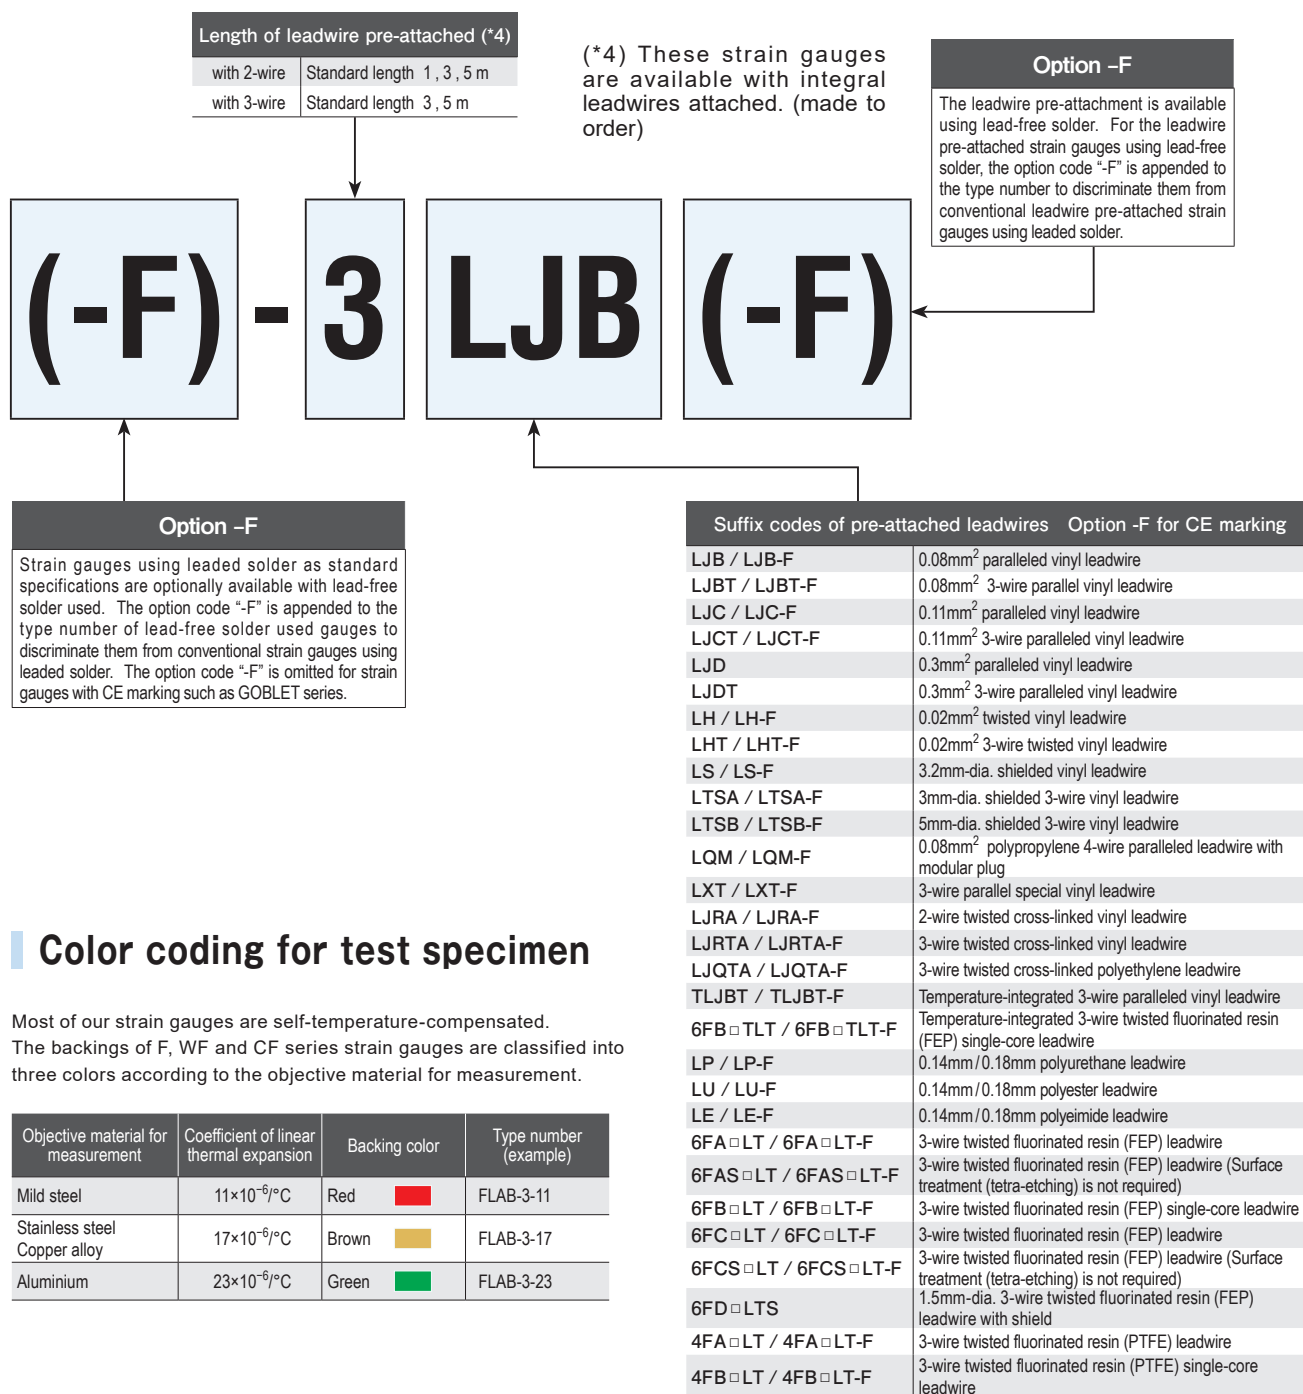 Length of leadwire pre-attached (*4)
with 2-wire Standard length 1 , 3 , 5 m
with 3-wire Standard length 3 , 5 m
(*4) These strain gauges
are available with integral
leadwires attached. (made to
order)
Option –F
The leadwire pre-attachment is available
using lead-free solder. For the leadwire
pre-attached strain gauges using lead-free
solder, the option code “-F” is appended to
the type number to discriminate them from
conventional leadwire pre-attached strain
gauges using leaded solder.
(-F) - 3 LJB (-F)
Option –F
Strain gauges using leaded solder as standard
specifications are optionally available with lead-free
solder used. The option code “-F” is appended to the
type number of lead-free solder used gauges to
discriminate them from conventional strain gauges using
leaded solder. The option code “-F” is omitted for strain
gauges with CE marking such as GOBLET series.
Suffix codes of pre-attached leadwires Option -F for CE marking
LJB / LJB-F 0.08mm² paralleled vinyl leadwire
LJBT / LJBT-F 0.08mm² 3-wire parallel vinyl leadwire
LJC / LJC-F 0.11mm² paralleled vinyl leadwire
LJCT / LJCT-F 0.11mm² 3-wire paralleled vinyl leadwire
LJD 0.3mm² paralleled vinyl leadwire
LJDT 0.3mm² 3-wire paralleled vinyl leadwire
LH / LH-F 0.02mm² twisted vinyl leadwire
LHT / LHT-F 0.02mm² 3-wire twisted vinyl leadwire
LS / LS-F 3.2mm-dia. shielded vinyl leadwire
LTSA / LTSA-F 3mm-dia. shielded 3-wire vinyl leadwire
LTSB / LTSB-F 5mm-dia. shielded 3-wire vinyl leadwire
LQM / LQM-F 0.08mm² polypropylene 4-wire paralleled leadwire with
modular plug
LXT / LXT-F 3-wire parallel special vinyl leadwire
LJRA / LJRA-F 2-wire twisted cross-linked vinyl leadwire
LJRTA / LJRTA-F 3-wire twisted cross-linked vinyl leadwire
LJQTA / LJQTA-F 3-wire twisted cross-linked polyethylene leadwire
TLJBT / TLJBT-F Temperature-integrated 3-wire paralleled vinyl leadwire
6FB□TLT / 6FB□TLT-F Temperature-integrated 3-wire twisted fluorinated resin
(FEP) single-core leadwire
LP / LP-F 0.14mm/0.18mm polyurethane leadwire
LU / LU-F 0.14mm/0.18mm polyester leadwire
LE / LE-F 0.14mm/0.18mm polyeimide leadwire
6FA□LT / 6FA□LT-F 3-wire twisted fluorinated resin (FEP) leadwire
6FAS□LT / 6FAS□LT-F 3-wire twisted fluorinated resin (FEP) leadwire (Surface
treatment (tetra-etching) is not required)
6FB□LT / 6FB□LT-F 3-wire twisted fluorinated resin (FEP) single-core leadwire
6FC□LT / 6FC□LT-F 3-wire twisted fluorinated resin (FEP) leadwire
6FCS□LT / 6FCS□LT-F 3-wire twisted fluorinated resin (FEP) leadwire (Surface
treatment (tetra-etching) is not required)
6FD□LTS 1.5mm-dia. 3-wire twisted fluorinated resin (FEP)
leadwire with shield
4FA□LT / 4FA□LT-F 3-wire twisted fluorinated resin (PTFE) leadwire
4FB□LT / 4FB□LT-F 3-wire twisted fluorinated resin (PTFE) single-core
leadwire
Color coding for test specimen
Most of our strain gauges are self-temperature-compensated.
The backings of F, WF and CF series strain gauges are classified into
three colors according to the objective material for measurement.
Objective material for measurement Coefficient of linear thermal expansion Backing color Type number (example)
Mild steel 11×10⁻⁶/°C Red FLAB-3-11
Stainless steel
Copper alloy 17×10⁻⁶/°C Brown FLAB-3-17
Aluminium 23×10⁻⁶/°C Green FLAB-3-23